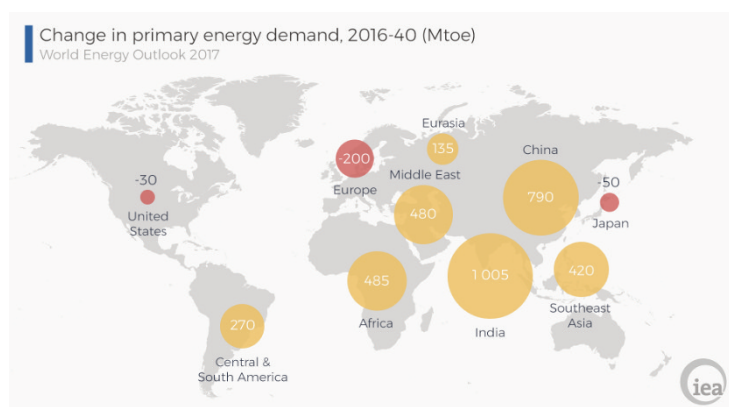 Change in primary energy demand, 2016-40 (Mtoe)
World Energy Outlook 2017
Eurasia
135
China
790
-30
United
States
-200
Europe
Middle East
480
-50
Japan
485
Africa
1 005
India
420
Southeast
Asia
270
Central &
South America
iea